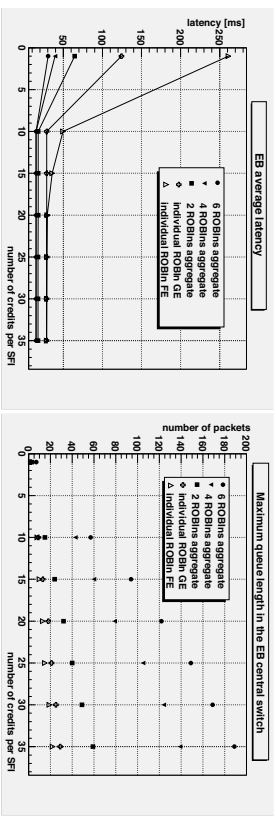 EB average latency
latency [ms]
250
200
150
100
50
0
5
10
15
20
25
30
35
number of credits per SFI
6 ROBIns aggregate
4 ROBIns aggregate
2 ROBIns aggregate
individual ROBIn GE
individual ROBIn FE
Maximum queue length in the EB central switch
number of packets
200
180
160
140
120
100
80
60
40
20
0
0
5
10
15
20
25
30
35
number of credits per SFI
6 ROBIns aggregate
4 ROBIns aggregate
2 ROBIns aggregate
individual ROBIn GE
individual ROBIn FE